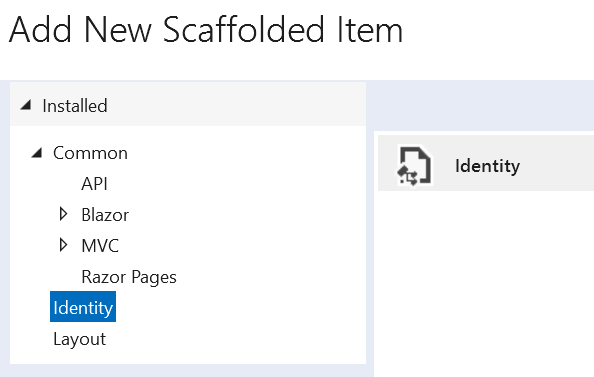 Add New Scaffolded Item
Installed
Common
API
Blazor
MVC
Razor Pages
Identity
Layout
Identity